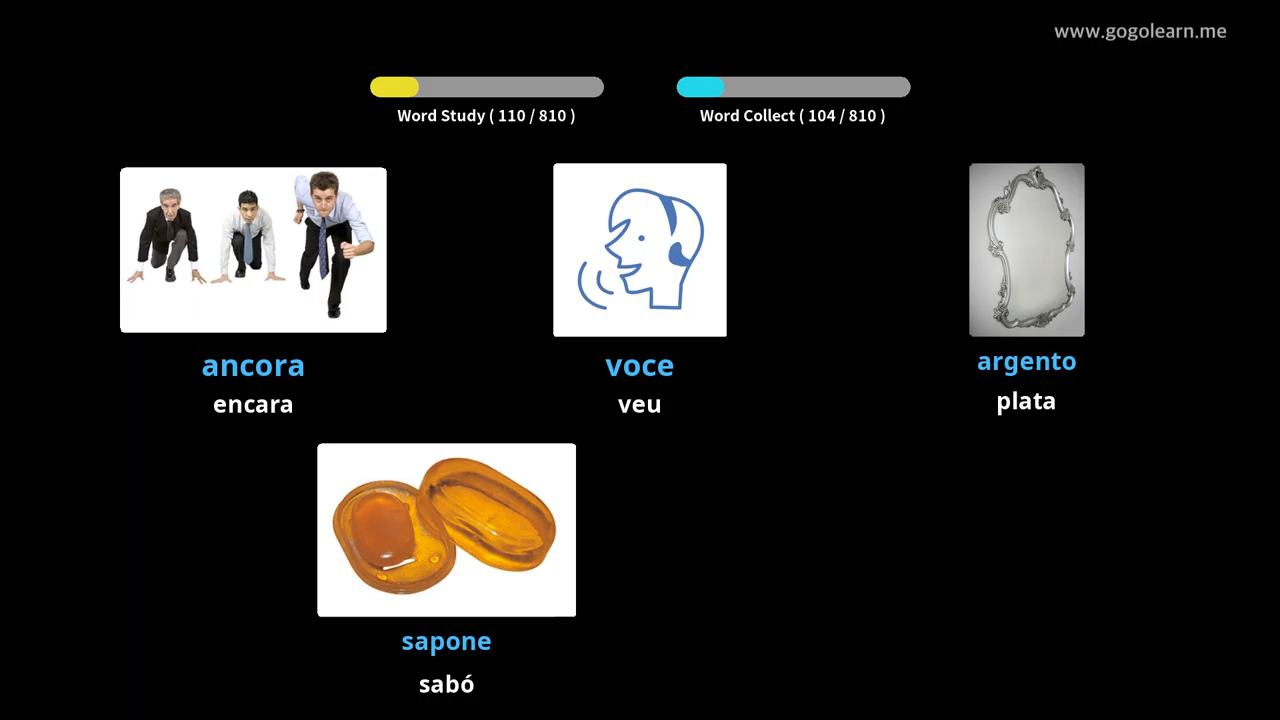 www.gogolearn.me
Word Study ( 110 / 810 )
Word Collect ( 104 / 810 )
ancora
encara
voce
veu
argento
plata
sapone
sabó